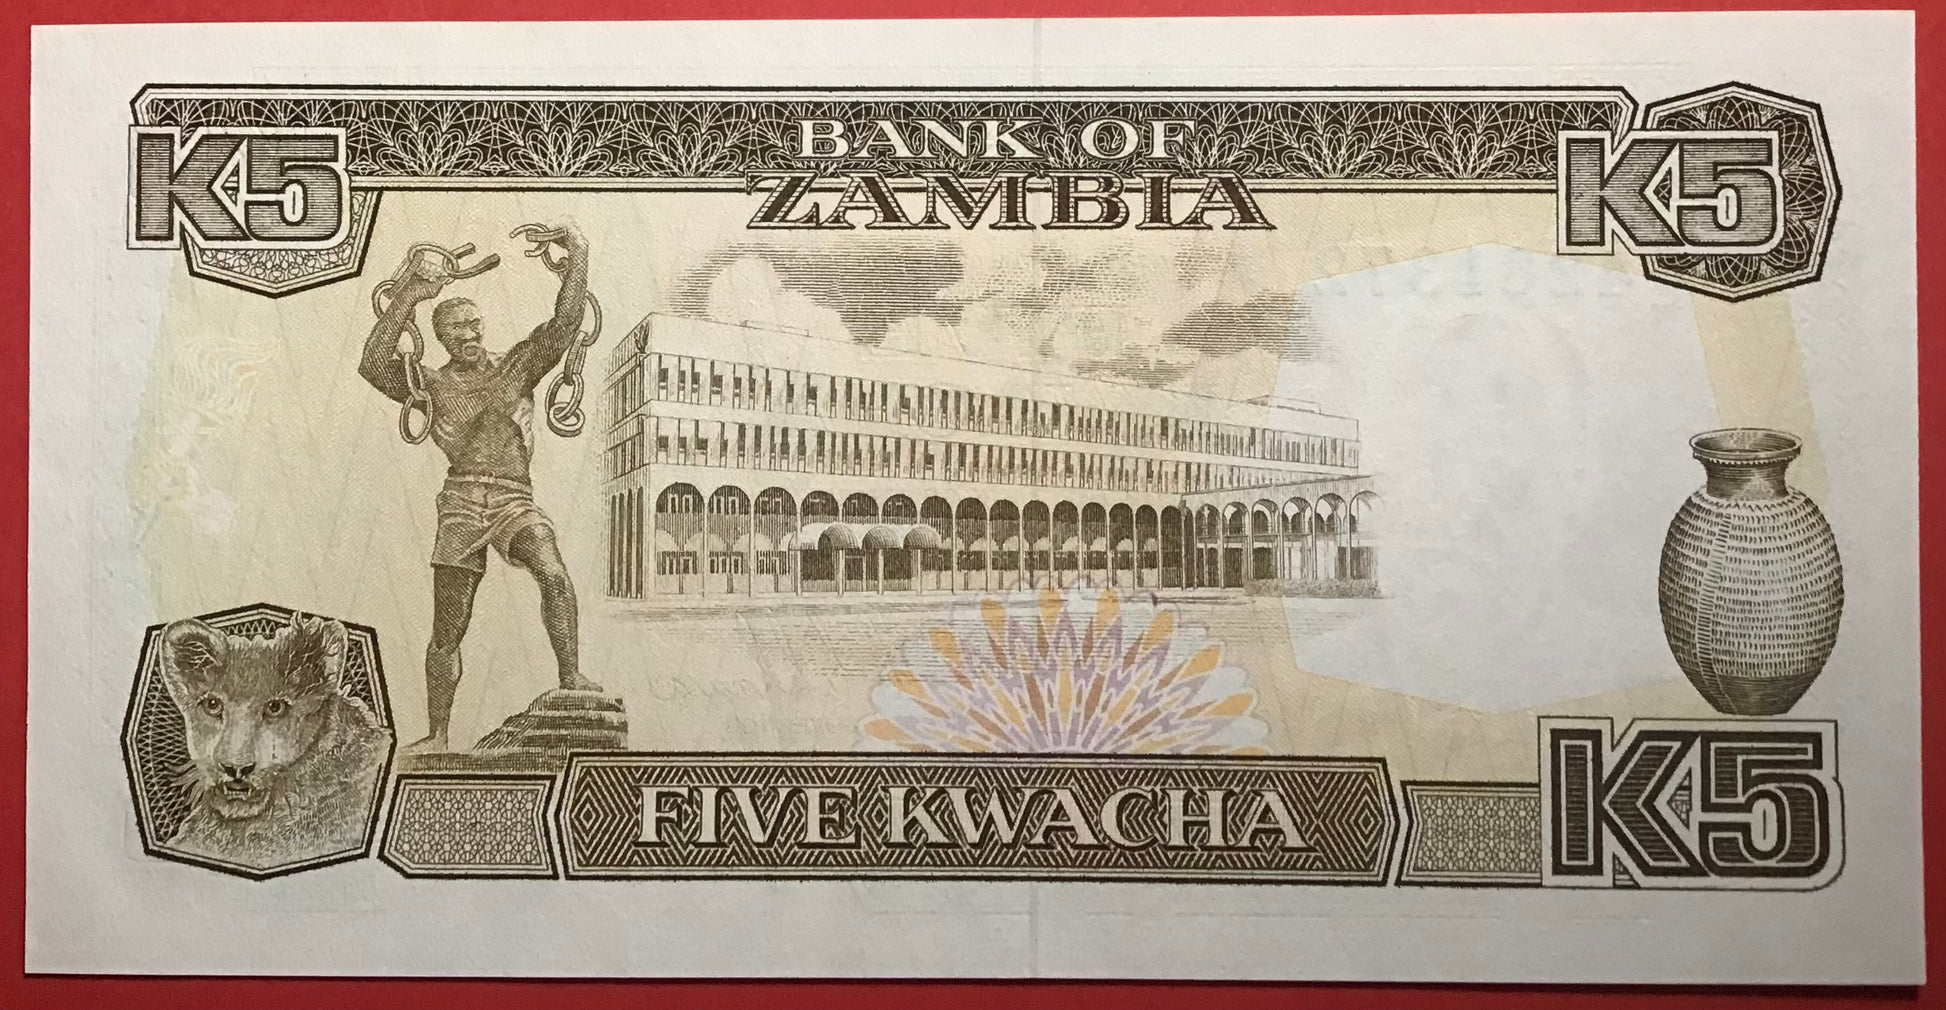 K5
BANK OF
ZAMBIA
K5
FIVE KWACHA
K5